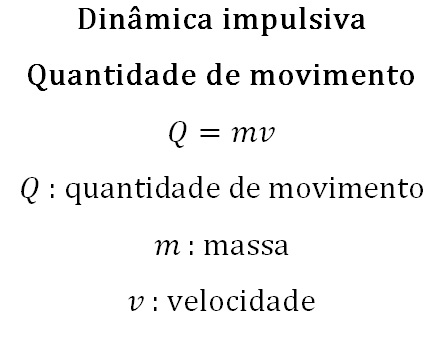 Dinâmica impulsiva
Quantidade de movimento
Q = mv
Q : quantidade de movimento
m : massa
v : velocidade